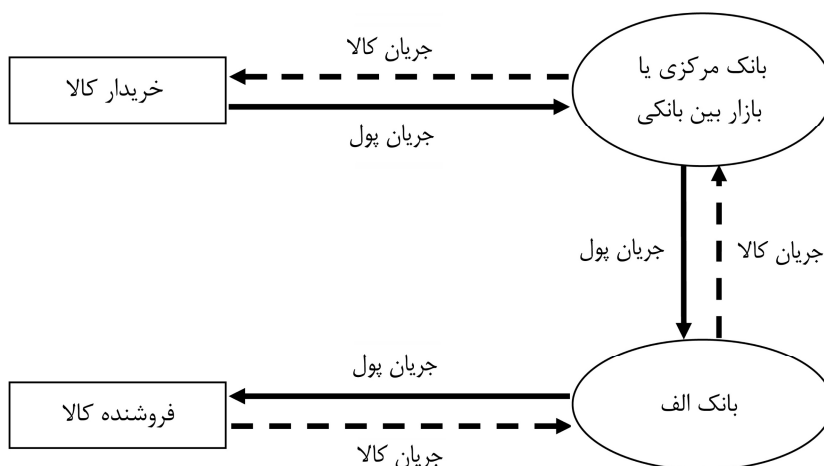 جریان کالا
خریدار کالا
بانک مرکزی یا
بازار بین بانکی
جریان پول
جریان پول
جریان کالا
جریان پول
فروشنده کالا
بانک الف
جریان کالا